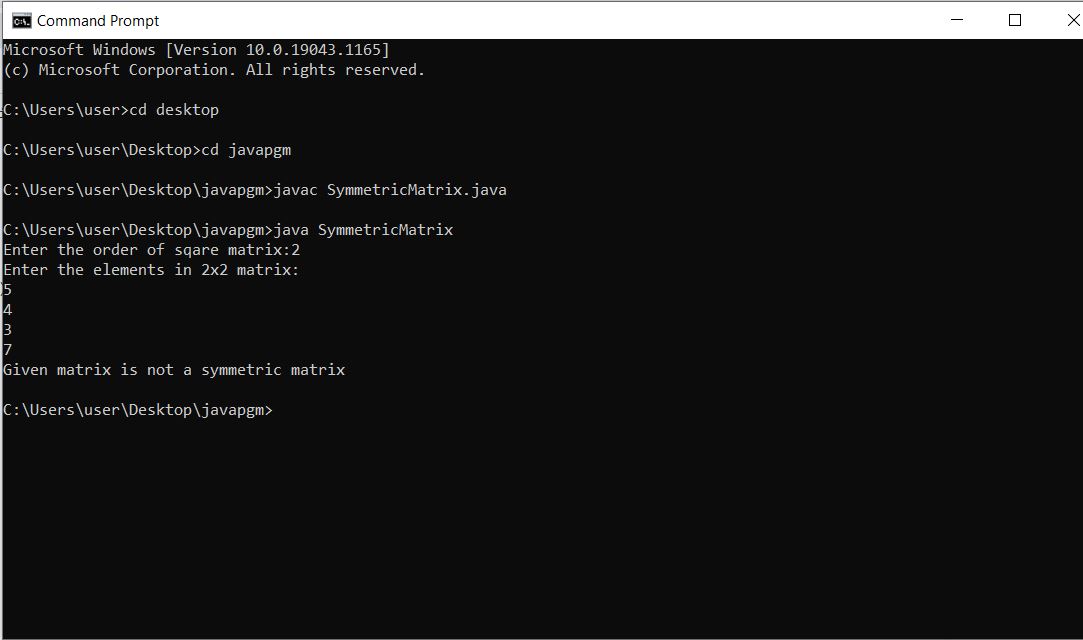 Command Prompt
Microsoft Windows [Version 10.0.19043.1165]
(c) Microsoft Corporation. All rights reserved.
C:\Users\user>cd desktop
C:\Users\user\Desktop>cd javapgm
C:\Users\user\Desktop\javapgm>javac SymmetricMatrix.java
C:\Users\user\Desktop\javapgm>java SymmetricMatrix
Enter the order of sqare matrix:2
Enter the elements in 2x2 matrix:
5
4
3
7
Given matrix is not a symmetric matrix
C:\Users\user\Desktop\javapgm>